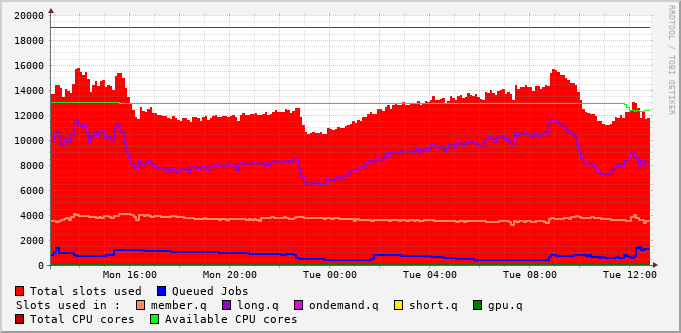 RRDTOOL / TOBI OETIKER
20000
18000
16000
14000
12000
10000
8000
6000
4000
2000
0
Mon 16:00 Mon 20:00 Tue 00:00 Tue 04:00 Tue 08:00 Tue 12:00
Total slots used Queued Jobs
Slots used in : member.q long.q ondemand.q short.q gpu.q
Total CPU cores Available CPU cores